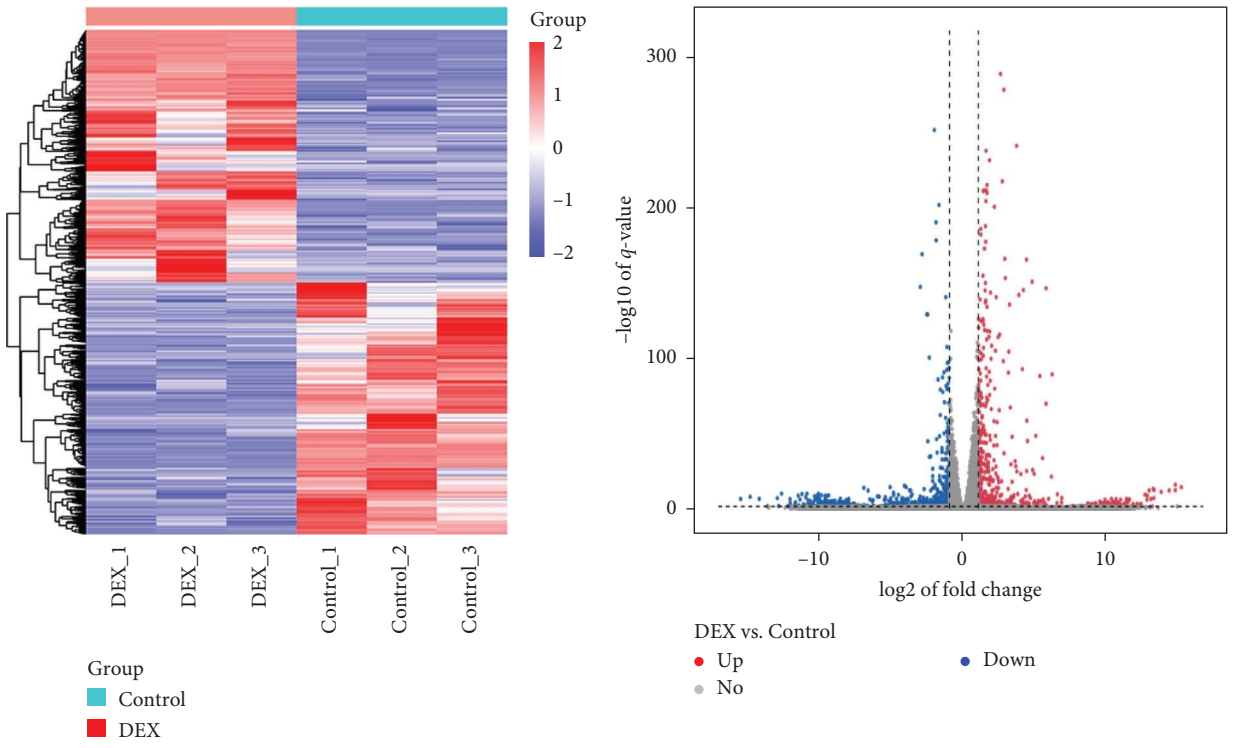 Group
2
1
0
−1
−2
DEX_1
DEX_2
DEX_3
Control_1
Control_2
Control_3
Group
Control
DEX
−log10 of q-value
300
200
100
0
−10
0
10
log2 of fold change
DEX vs. Control
Up
Down
No